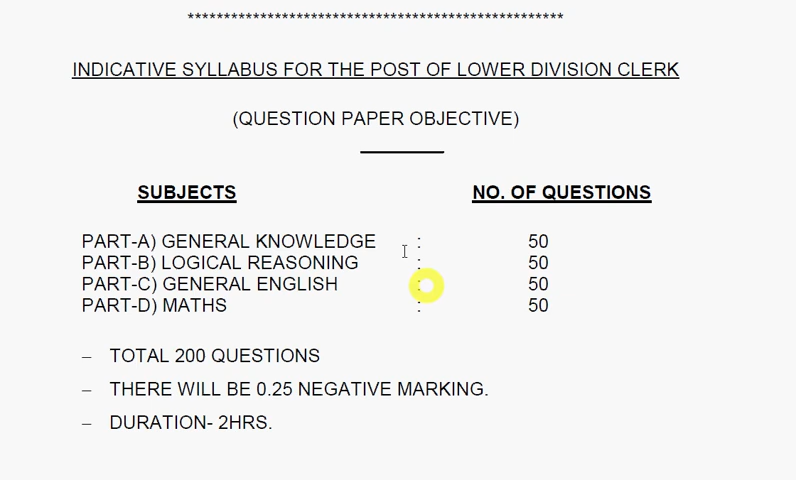 ****************************************************
INDICATIVE SYLLABUS FOR THE POST OF LOWER DIVISION CLERK
(QUESTION PAPER OBJECTIVE)
SUBJECTS NO. OF QUESTIONS
PART-A) GENERAL KNOWLEDGE : 50
PART-B) LOGICAL REASONING : 50
PART-C) GENERAL ENGLISH : 50
PART-D) MATHS : 50
– TOTAL 200 QUESTIONS
– THERE WILL BE 0.25 NEGATIVE MARKING.
– DURATION- 2HRS.